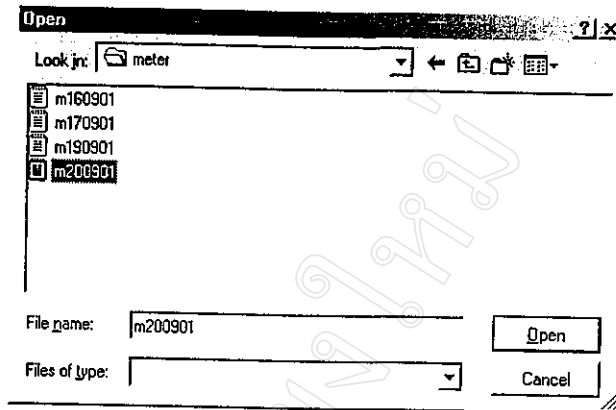 Open
Look in: meter
m160901
m170901
m190901
m200901
File name: m200901
Open
Files of type:
Cancel